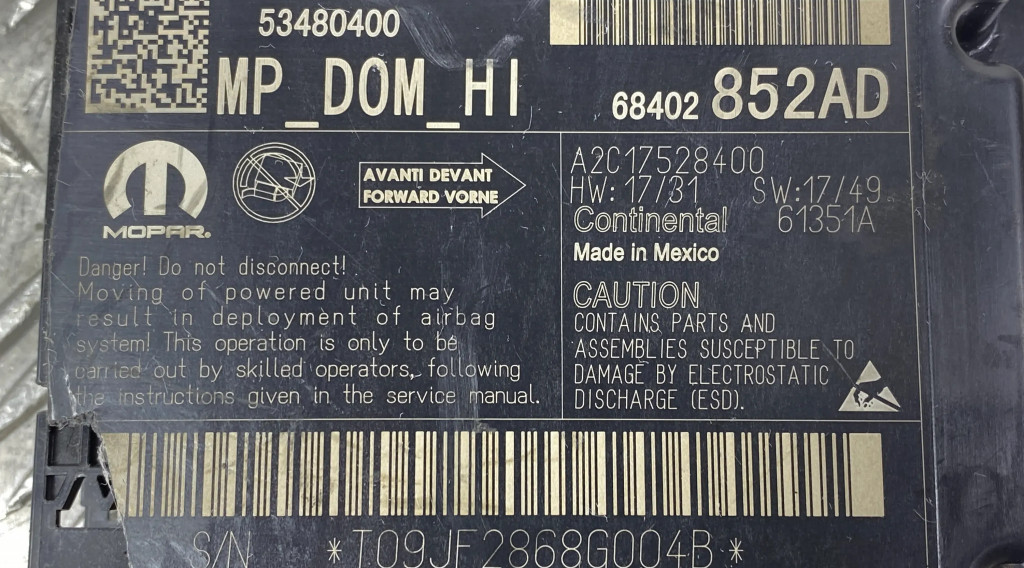 53480400
MP_DOM_HI
68402 852AD
MOPAR®
AVANTI DEVANT
FORWARD VORNE
Danger! Do not disconnect!
Moving of powered unit may
result in deployment of airbag
system! This operation is only to be
carried out by skilled operators, following
the instructions given in the service manual.
A2C17528400
HW:17/31 SW:17/49
Continental 61351A
Made in Mexico
CAUTION
CONTAINS PARTS AND
ASSEMBLIES SUSCEPTIBLE TO
DAMAGE BY ELECTROSTATIC
DISCHARGE (ESD).
S/N *T09JF2868G004B*